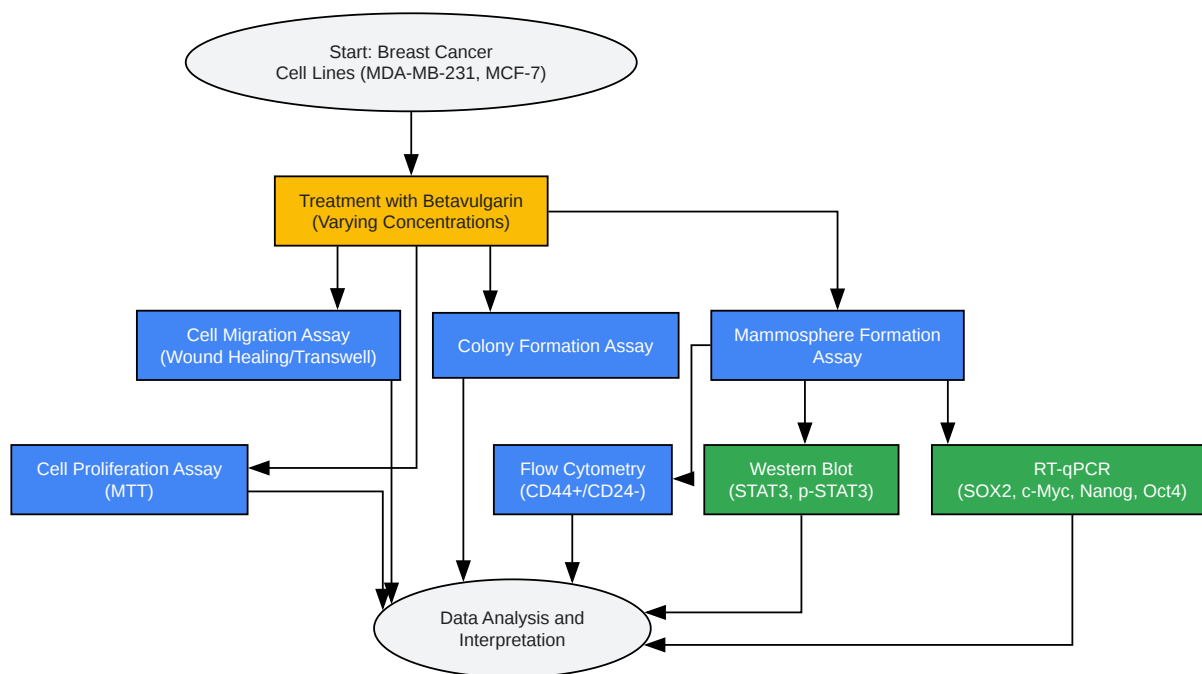 Start: Breast Cancer
Cell Lines (MDA-MB-231, MCF-7)
Treatment with Betavulgarin
(Varying Concentrations)
Cell Migration Assay
(Wound Healing/Transwell)
Colony Formation Assay
Mammosphere Formation
Assay
Cell Proliferation Assay
(MTT)
Flow Cytometry
(CD44+/CD24-)
Western Blot
(STAT3, p-STAT3)
RT-qPCR
(SOX2, c-Myc, Nanog, Oct4)
Data Analysis and
Interpretation